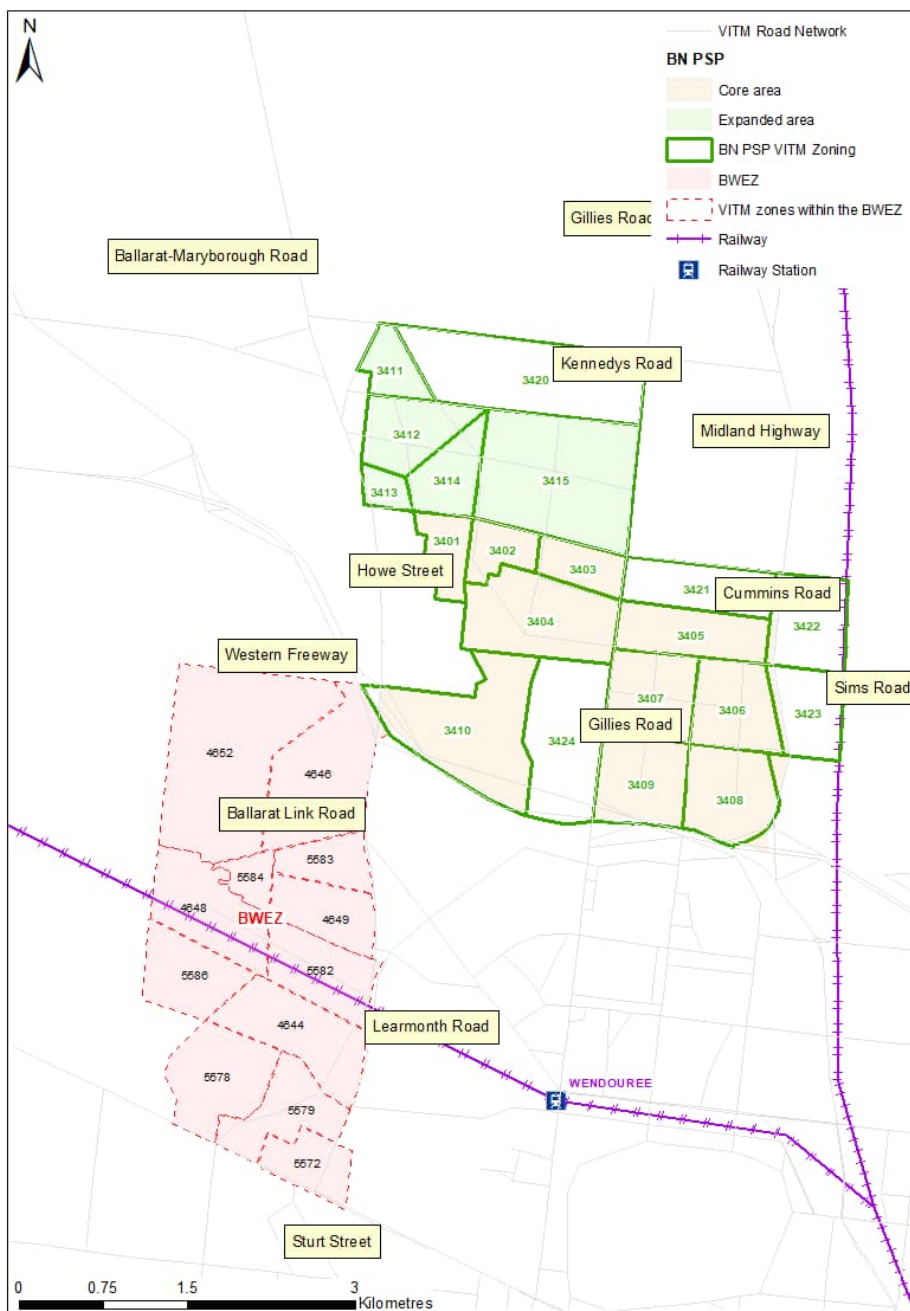 N
VITM Road Network
BN PSP
Core area
Expanded area
BN PSP VITM Zoning
BWEZ
VITM zones within the BWEZ
Railway
Railway Station
Gillies Roa
Ballarat-Maryborough Road
Kennedys Road
3411
3420
Midland Highway
3412
3414
3415
3413
3401
3402
3403
Howe Street
3421
Cummins Road
3422
3404
3405
Western Freeway
3407
3406
Sims Road
3423
Gillies Road
3410
3424
4652
4646
3409
3408
Ballarat Link Road
5583
5584
4648
BWEZ
4649
5586
5582
4644
Learmonth Road
5578
WENDOUREE
5579
5572
Sturt Street
0 0.75 1.5 3
Kilometres